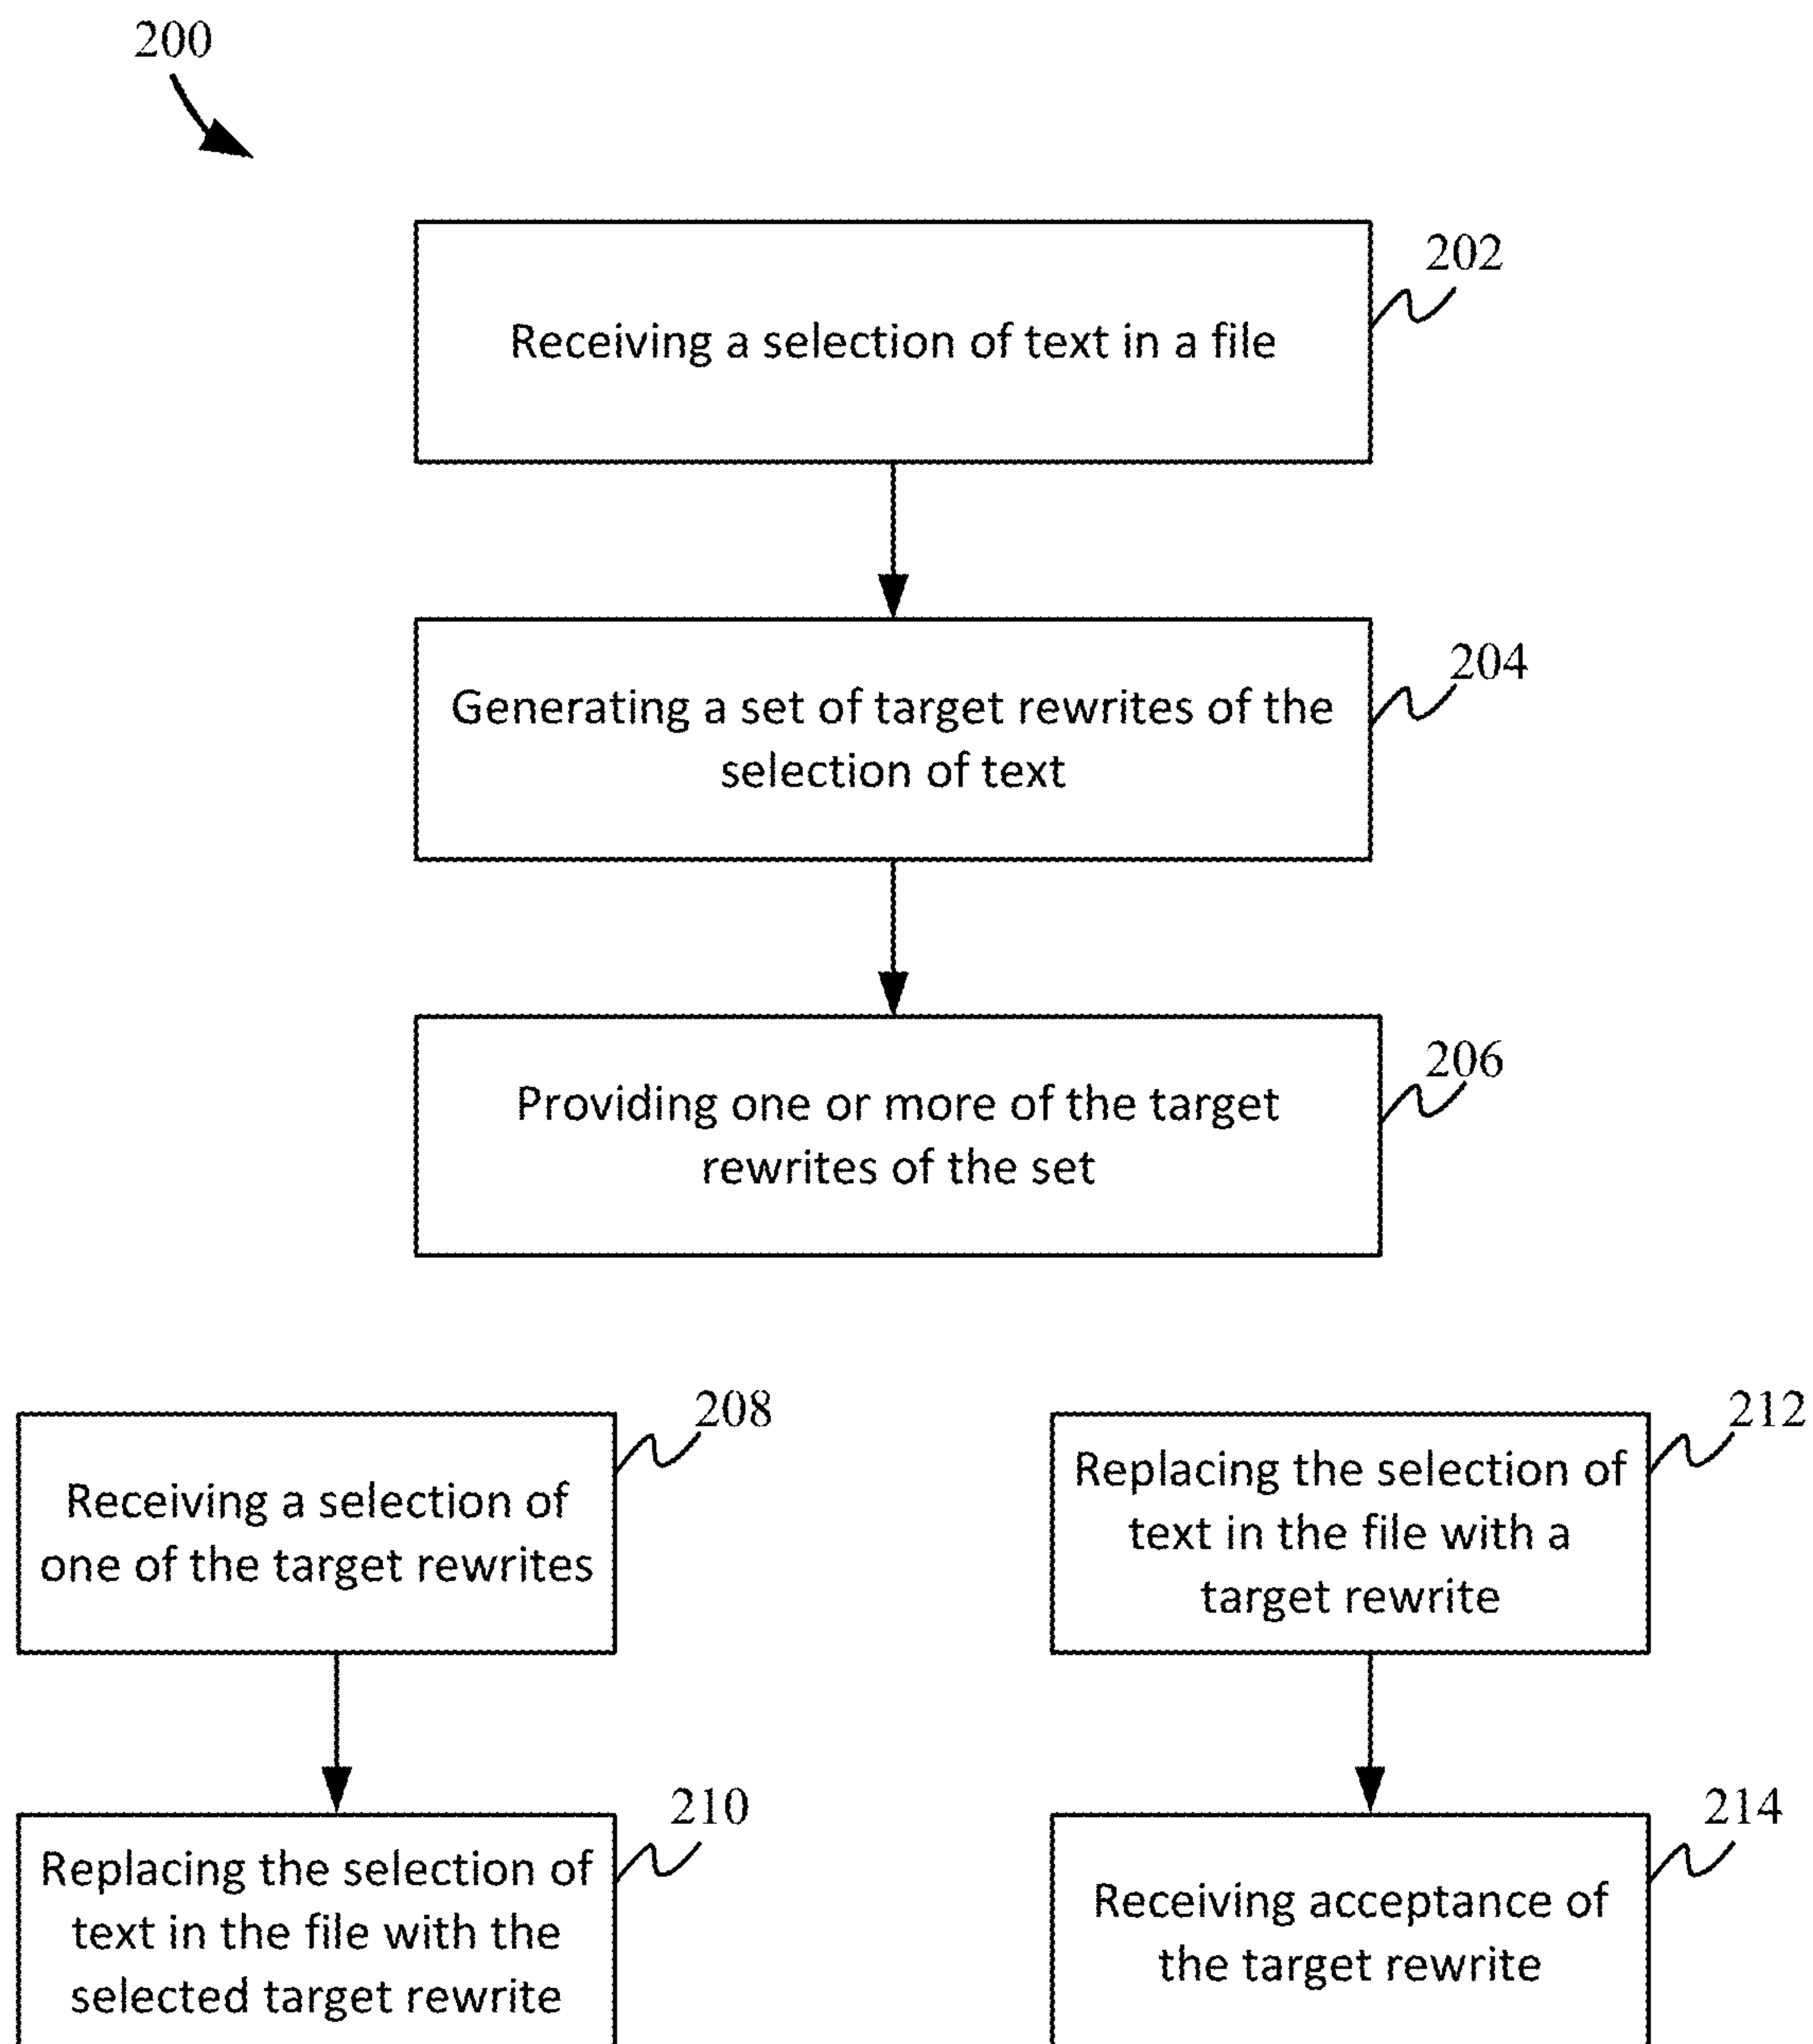 200
202
Receiving a selection of text in a file
204
Generating a set of target rewrites of the
selection of text
206
Providing one or more of the target
rewrites of the set
208
Receiving a selection of
one of the target rewrites
210
Replacing the selection of
text in the file with the
selected target rewrite
212
Replacing the selection of
text in the file with a
target rewrite
214
Receiving acceptance of
the target rewrite